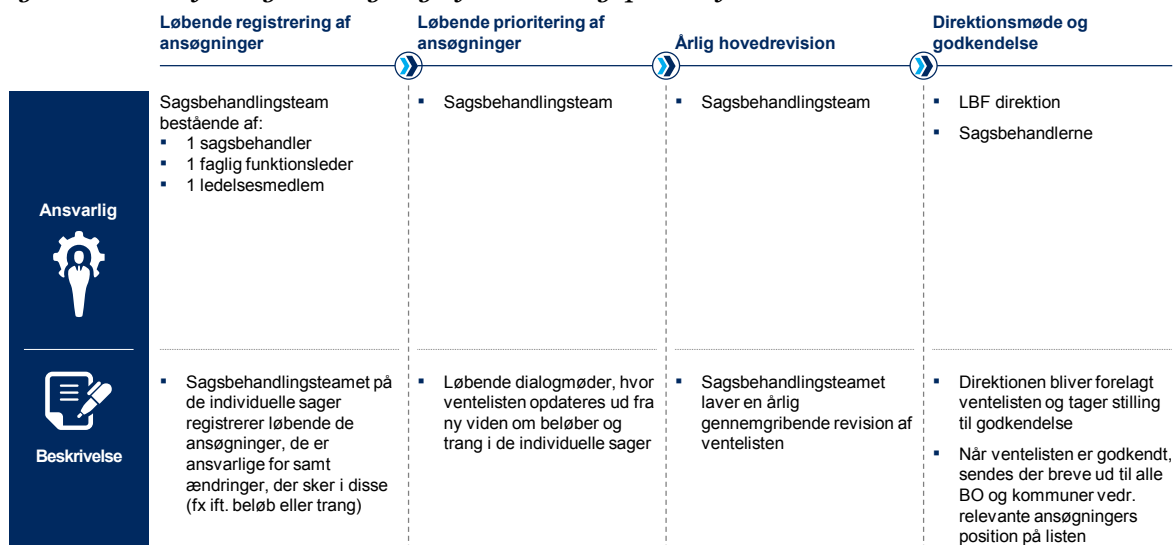 Løbende registrering af
ansøgninger
Løbende prioritering af
ansøgninger
Årlig hovedrevision
Direktionsmøde og
godkendelse
Ansvarlig
Sagsbehandlingsteam
bestående af:
▪ 1 sagsbehandler
▪ 1 faglig funktionsleder
▪ 1 ledelsesmedlem
▪ Sagsbehandlingsteam
▪ Sagsbehandlingsteam
▪ LBF direktion
▪ Sagsbehandlerne
Beskrivelse
▪ Sagsbehandlingsteamet på
de individuelle sager
registrerer løbende de
ansøgninger, de er
ansvarlige for samt
ændringer, der sker i disse
(fx ift. beløb eller trang)
▪ Løbende dialogmøder, hvor
ventelisten opdateres ud fra
ny viden om beløber og
trang i de individuelle sager
▪ Sagsbehandlingsteamet
laver en årlig
gennemgribende revision af
ventelisten
▪ Direktionen bliver forelagt
ventelisten og tager stilling
til godkendelse
▪ Når ventelisten er godkendt,
sendes der breve ud til alle
BO og kommuner vedr.
relevante ansøgningers
position på listen